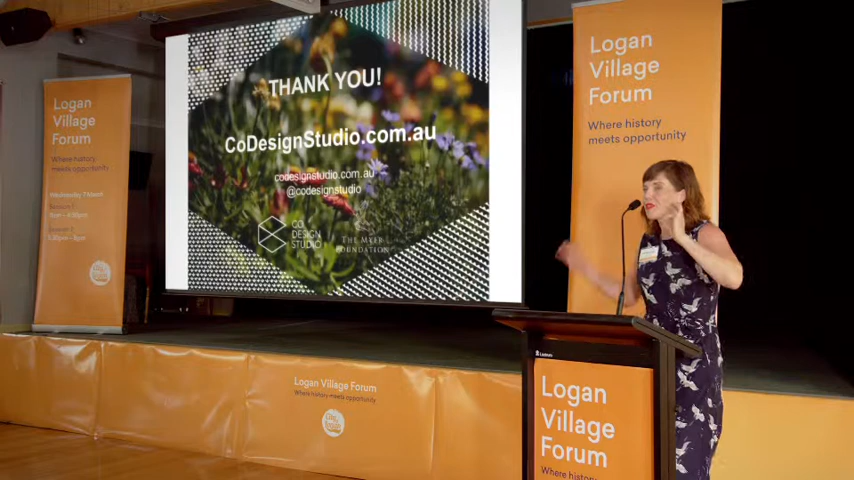 Logan
Village
Forum
Where history
meets opportunity
Wednesday 7 March
THANK YOU!
CoDesignStudio.com.au
codesignstudio.com.au
@codesignstudio
CO
DESIGN
STUDIO
THE MYER
FOUNDATION
Logan
Village
Forum
Where history
meets opportunity
Logan Village Forum
Where history meets opportunity
Logan
Village
Forum
Where history